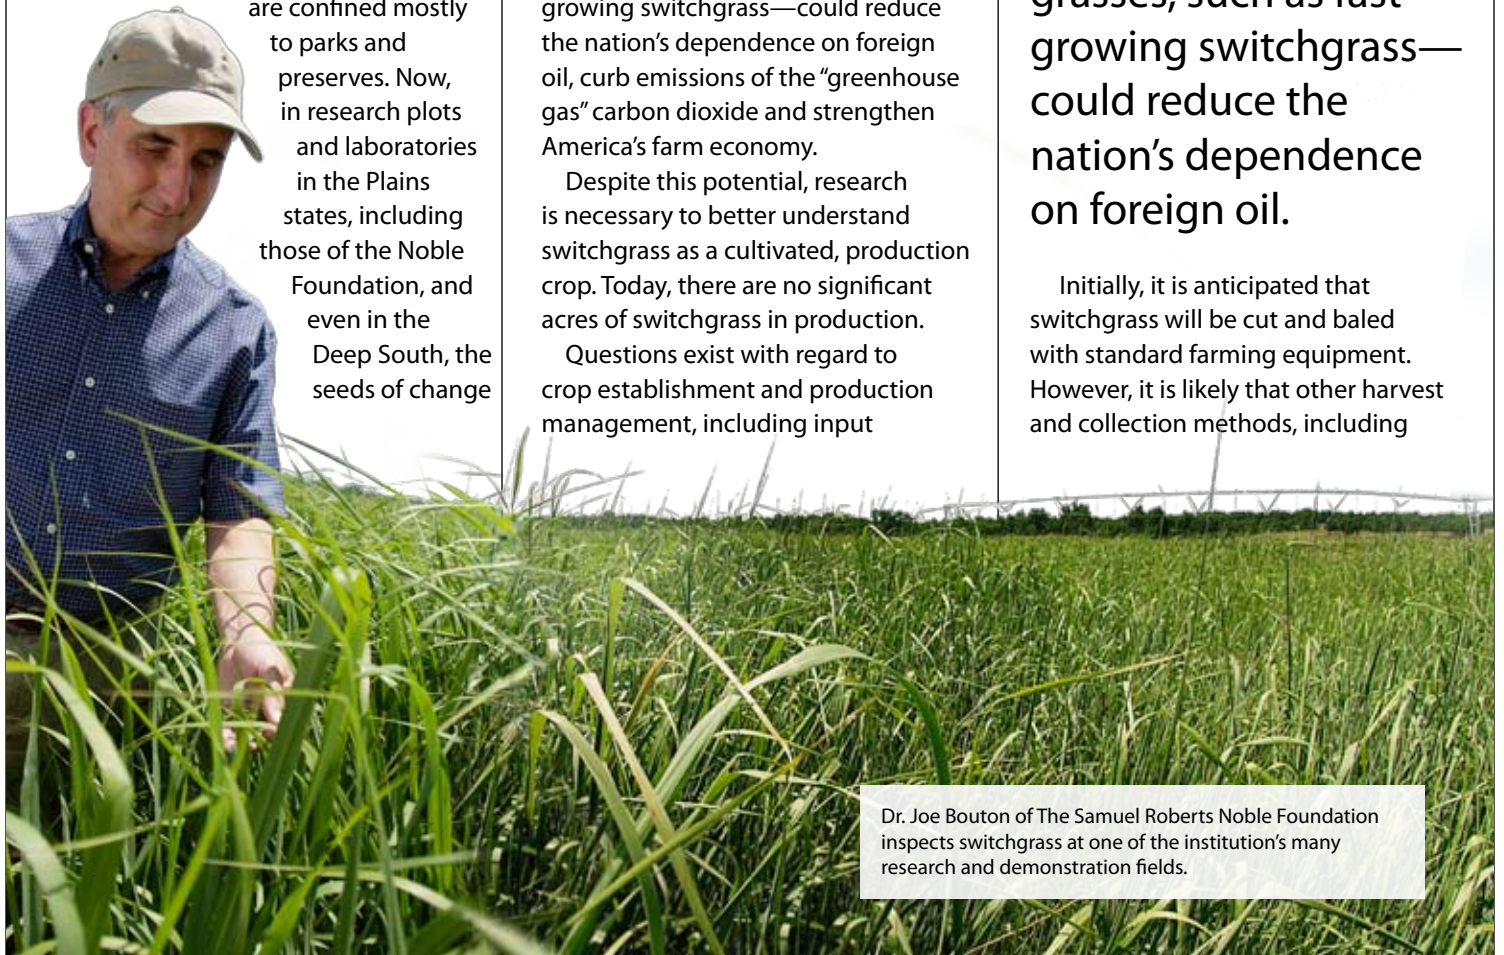 are confined mostly
to parks and
preserves. Now,
in research plots
and laboratories
in the Plains
states, including
those of the Noble
Foundation, and
even in the
Deep South, the
seeds of change
growing switchgrass—could reduce
the nation’s dependence on foreign
oil, curb emissions of the “greenhouse
gas” carbon dioxide and strengthen
America’s farm economy.
Despite this potential, research
is necessary to better understand
switchgrass as a cultivated, production
crop. Today, there are no significant
acres of switchgrass in production.
Questions exist with regard to
crop establishment and production
management, including input
grasses, such as fast
growing switchgrass—
could reduce the
nation’s dependence
on foreign oil.
Initially, it is anticipated that
switchgrass will be cut and baled
with standard farming equipment.
However, it is likely that other harvest
and collection methods, including
Dr. Joe Bouton of The Samuel Roberts Noble Foundation
inspects switchgrass at one of the institution’s many
research and demonstration fields.